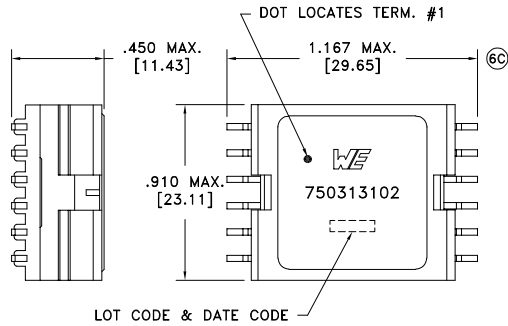 DOT LOCATES TERM. #1
.450 MAX.
[11.43]
1.167 MAX.
[29.65]
6C
.910 MAX.
[23.11]
WE
750313102
LOT CODE & DATE CODE